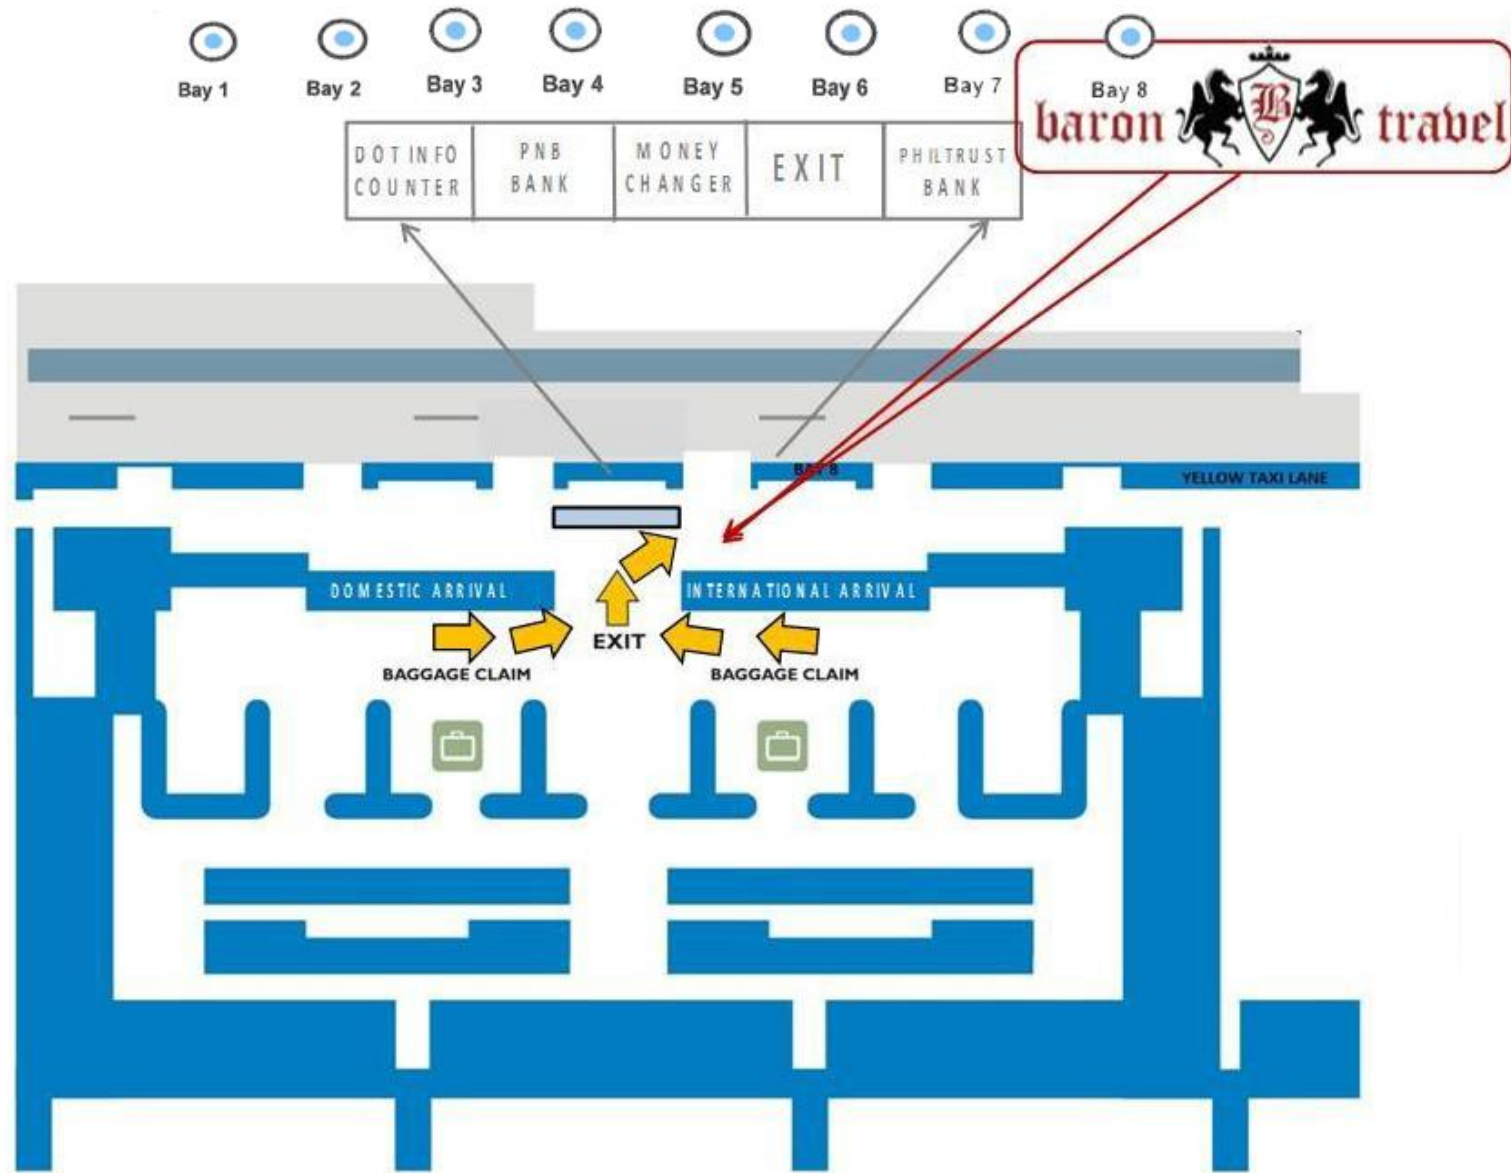 Bay 1
Bay 2
Bay 3
Bay 4
Bay 5
Bay 6
Bay 7
Bay 8
baron B travel
DOT INFO
COUNTER
PNB
BANK
MONEY
CHANGER
EXIT
PHILTRUST
BANK
BAY 8
YELLOW TAXI LANE
DOMESTIC ARRIVAL
INTERNATIONAL ARRIVAL
EXIT
BAGGAGE CLAIM
BAGGAGE CLAIM